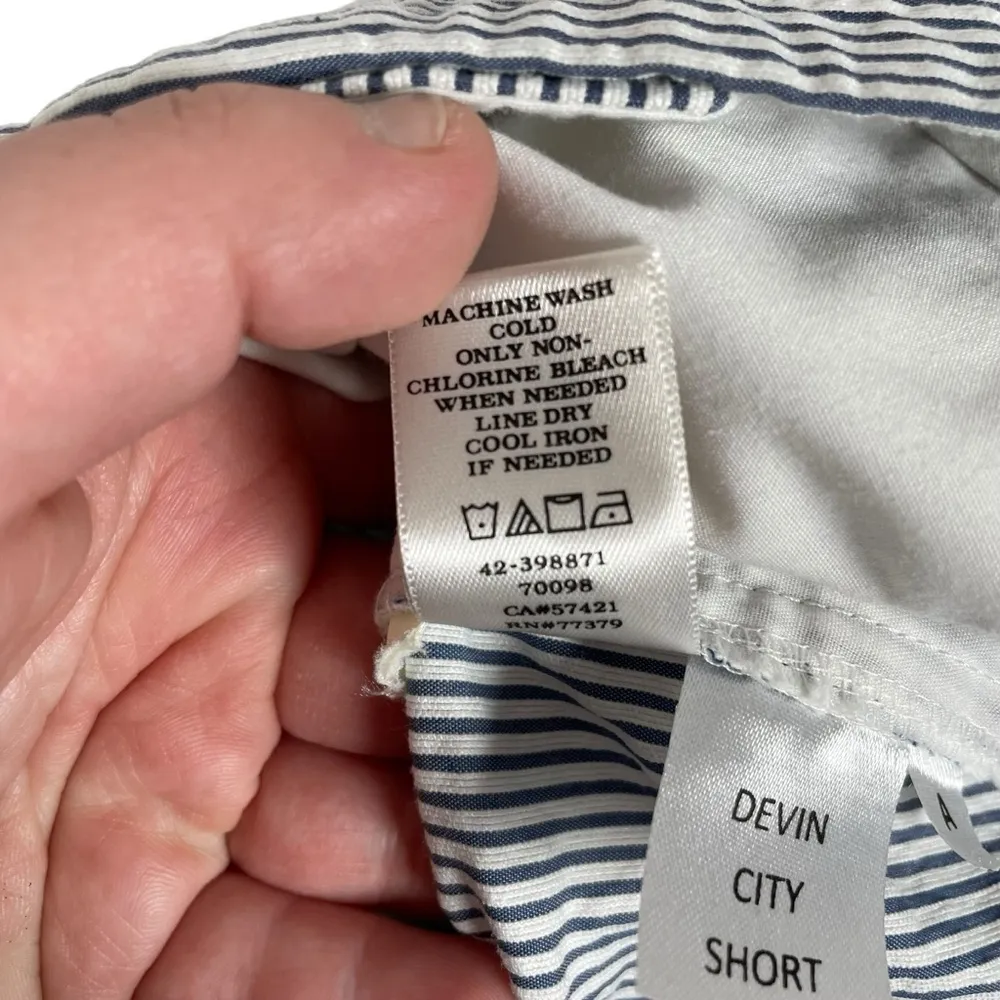 MACHINE WASH
COLD
ONLY NON-
CHLORINE BLEACH
WHEN NEEDED
LINE DRY
COOL IRON
IF NEEDED
42-398871
70098
CA#57421
RN#77379
DEVIN
CITY
SHORT
A